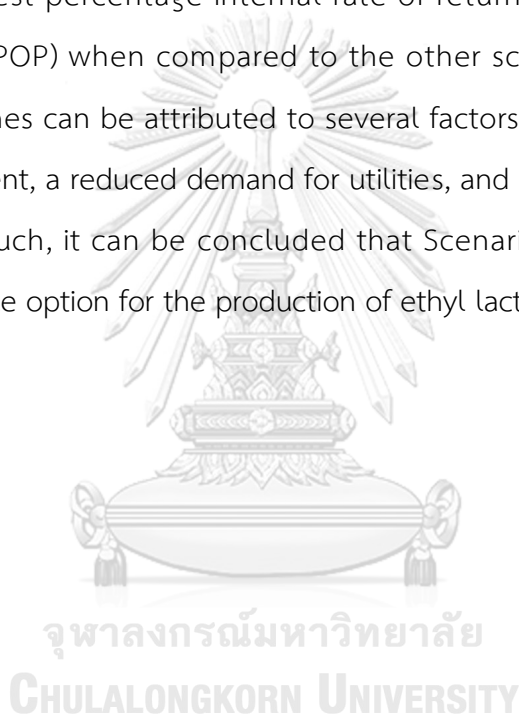 est percentage internal rate of return
POP) when compared to the other sc
nes can be attributed to several factors
ent, a reduced demand for utilities, and
uch, it can be concluded that Scenari
e option for the production of ethyl lact
จุฬาลงกรณ์มหาวิทยาลัย
CHULALONGKORN UNIVERSITY